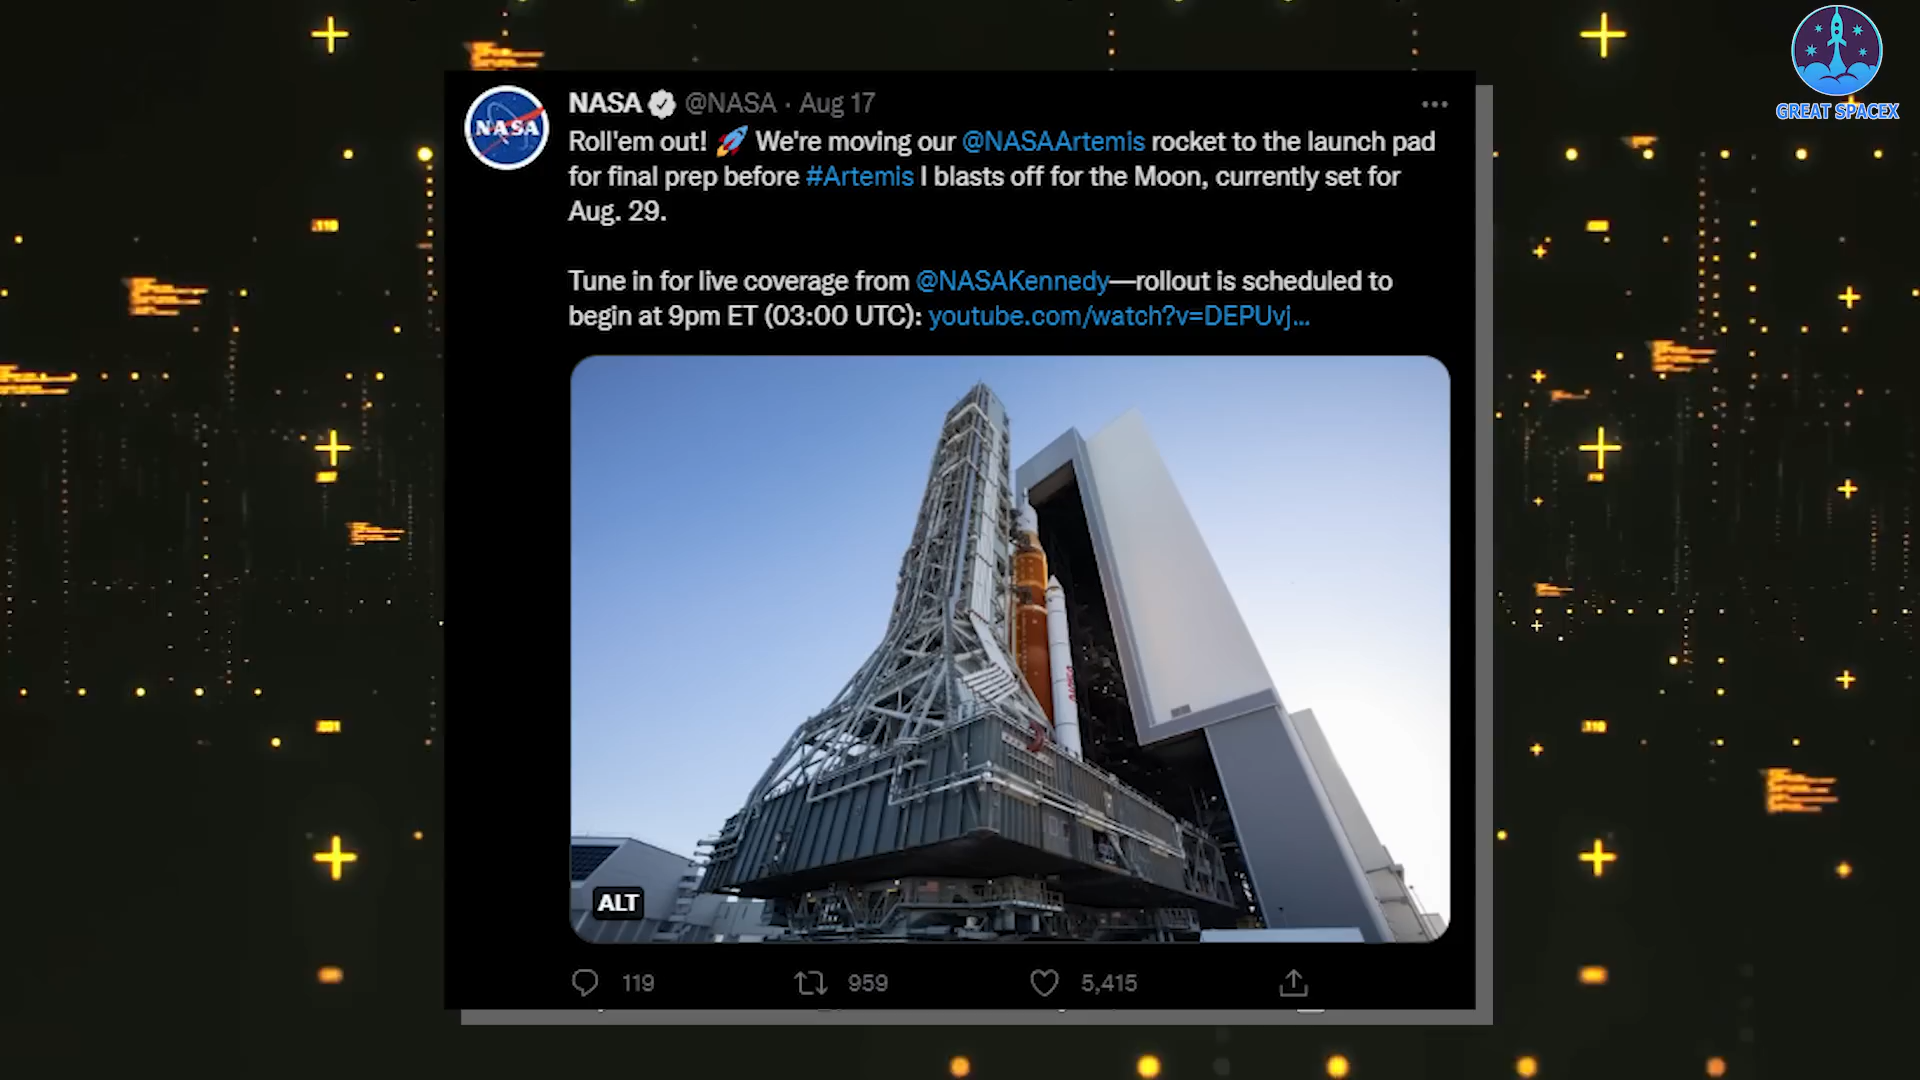 GREAT SPACEX
NASA @NASA · Aug 17
NASA
Roll'em out! 🚀 We're moving our @NASAArtemis rocket to the launch pad
for final prep before #Artemis I blasts off for the Moon, currently set for
Aug. 29.
Tune in for live coverage from @NASAKennedy—rollout is scheduled to
begin at 9pm ET (03:00 UTC): youtube.com/watch?v=DEPUvj...
ALT
119 959 5,415